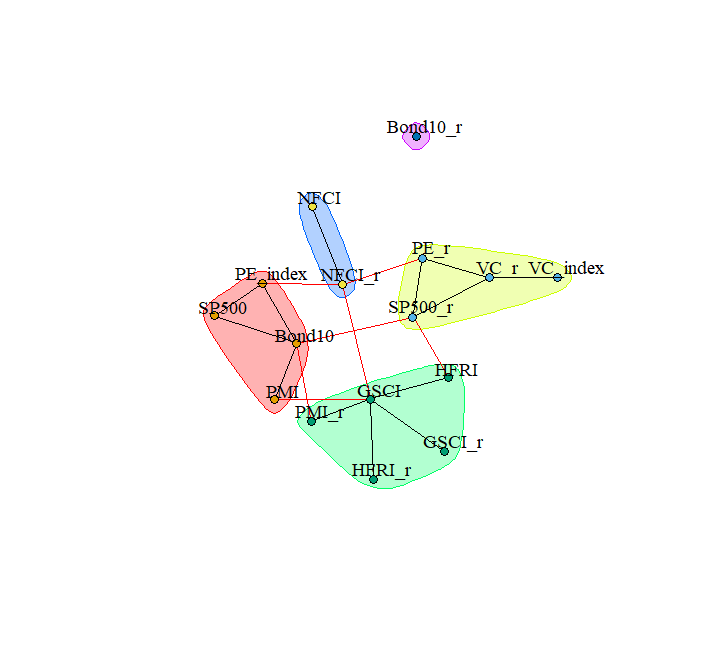 Bond10_r
NFCI
PE_r
PE_index
NFCI_r
VC_r
VC_index
SP500
SP500_r
Bond10
HFRI
PMI
GSCI
PMI_r
GSCI_r
HFRI_r